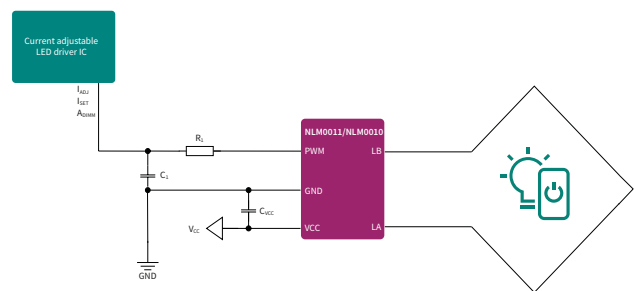 Current adjustable
LED driver IC
IADJ
ISET
ADIMM
R1
NLM0011/NLM0010
PWM
LB
C1
GND
CVCC
VCC
VCC
LA
GND